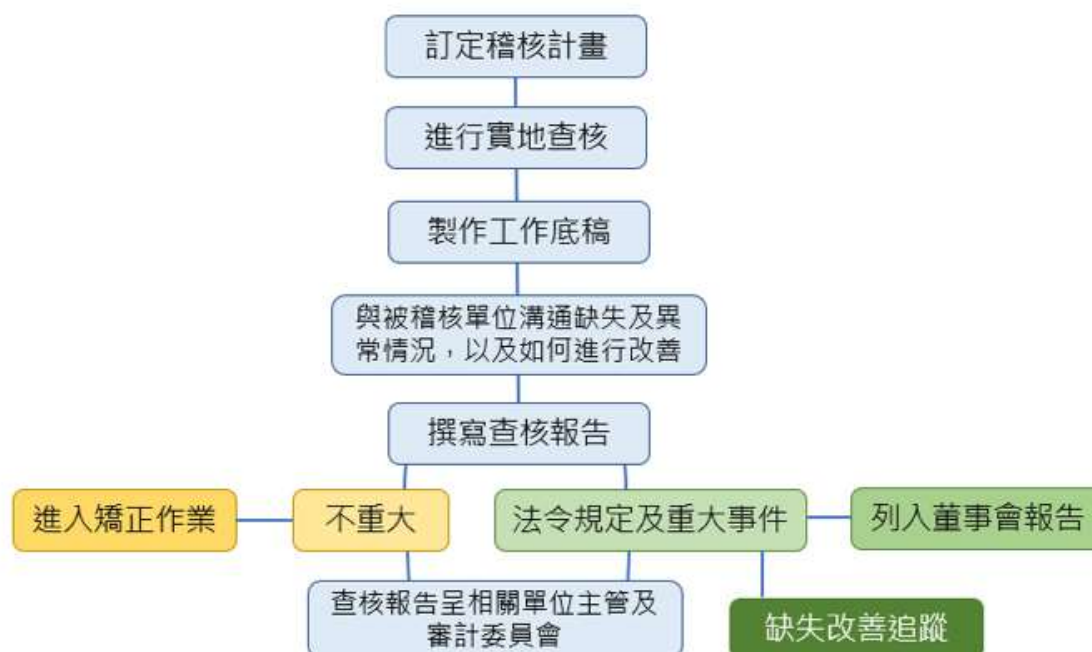 訂定稽核計畫
進行實地查核
製作工作底稿
與被稽核單位溝通缺失及異
常情況，以及如何進行改善
撰寫查核報告
進入矯正作業
不重大
法令規定及重大事件
列入董事會報告
查核報告呈相關單位主管及
審計委員會
缺失改善追蹤